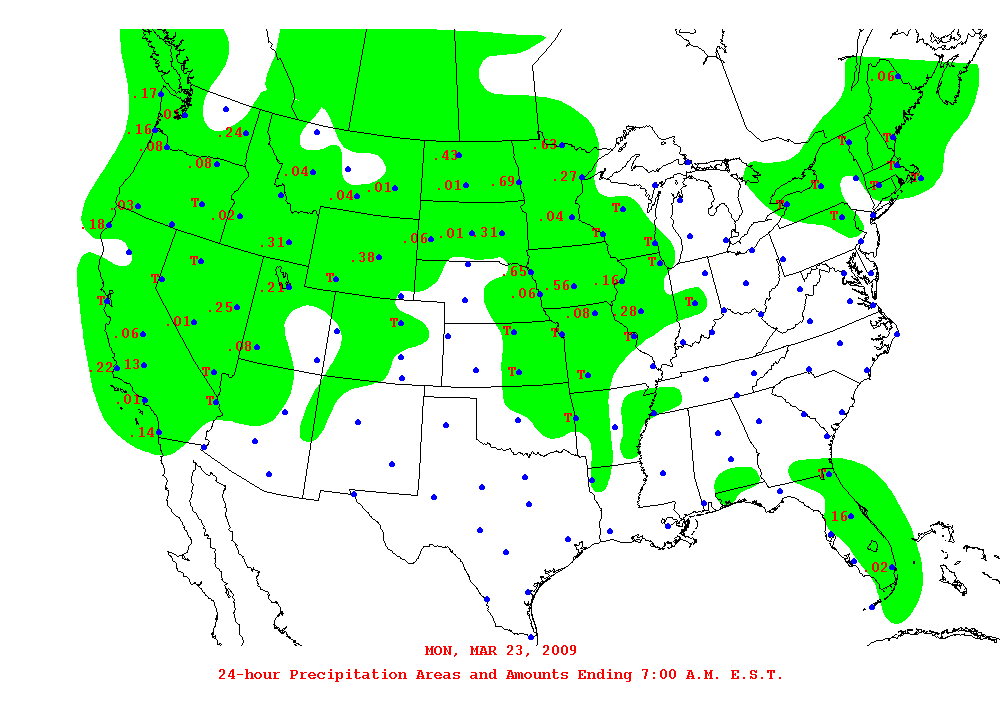 .06
.17
.05
.16
.24
.08
T
T
.63
.43
.08
T
.04
.27
.01
.69
T
T
.01
.04
T
.03
T
T
.02
.04
T
.18
.01
.31
T
.06
.31
T
.38
T
T
.65
T
.16
.56
.21
.06
T
T
.25
.08
.28
.01
T
.06
T
T
T
.08
.13
.22
T
T
T
.01
T
T
.14
T
.16
.02
MON, MAR 23, 2009
24-hour Precipitation Areas and Amounts Ending 7:00 A.M. E.S.T.